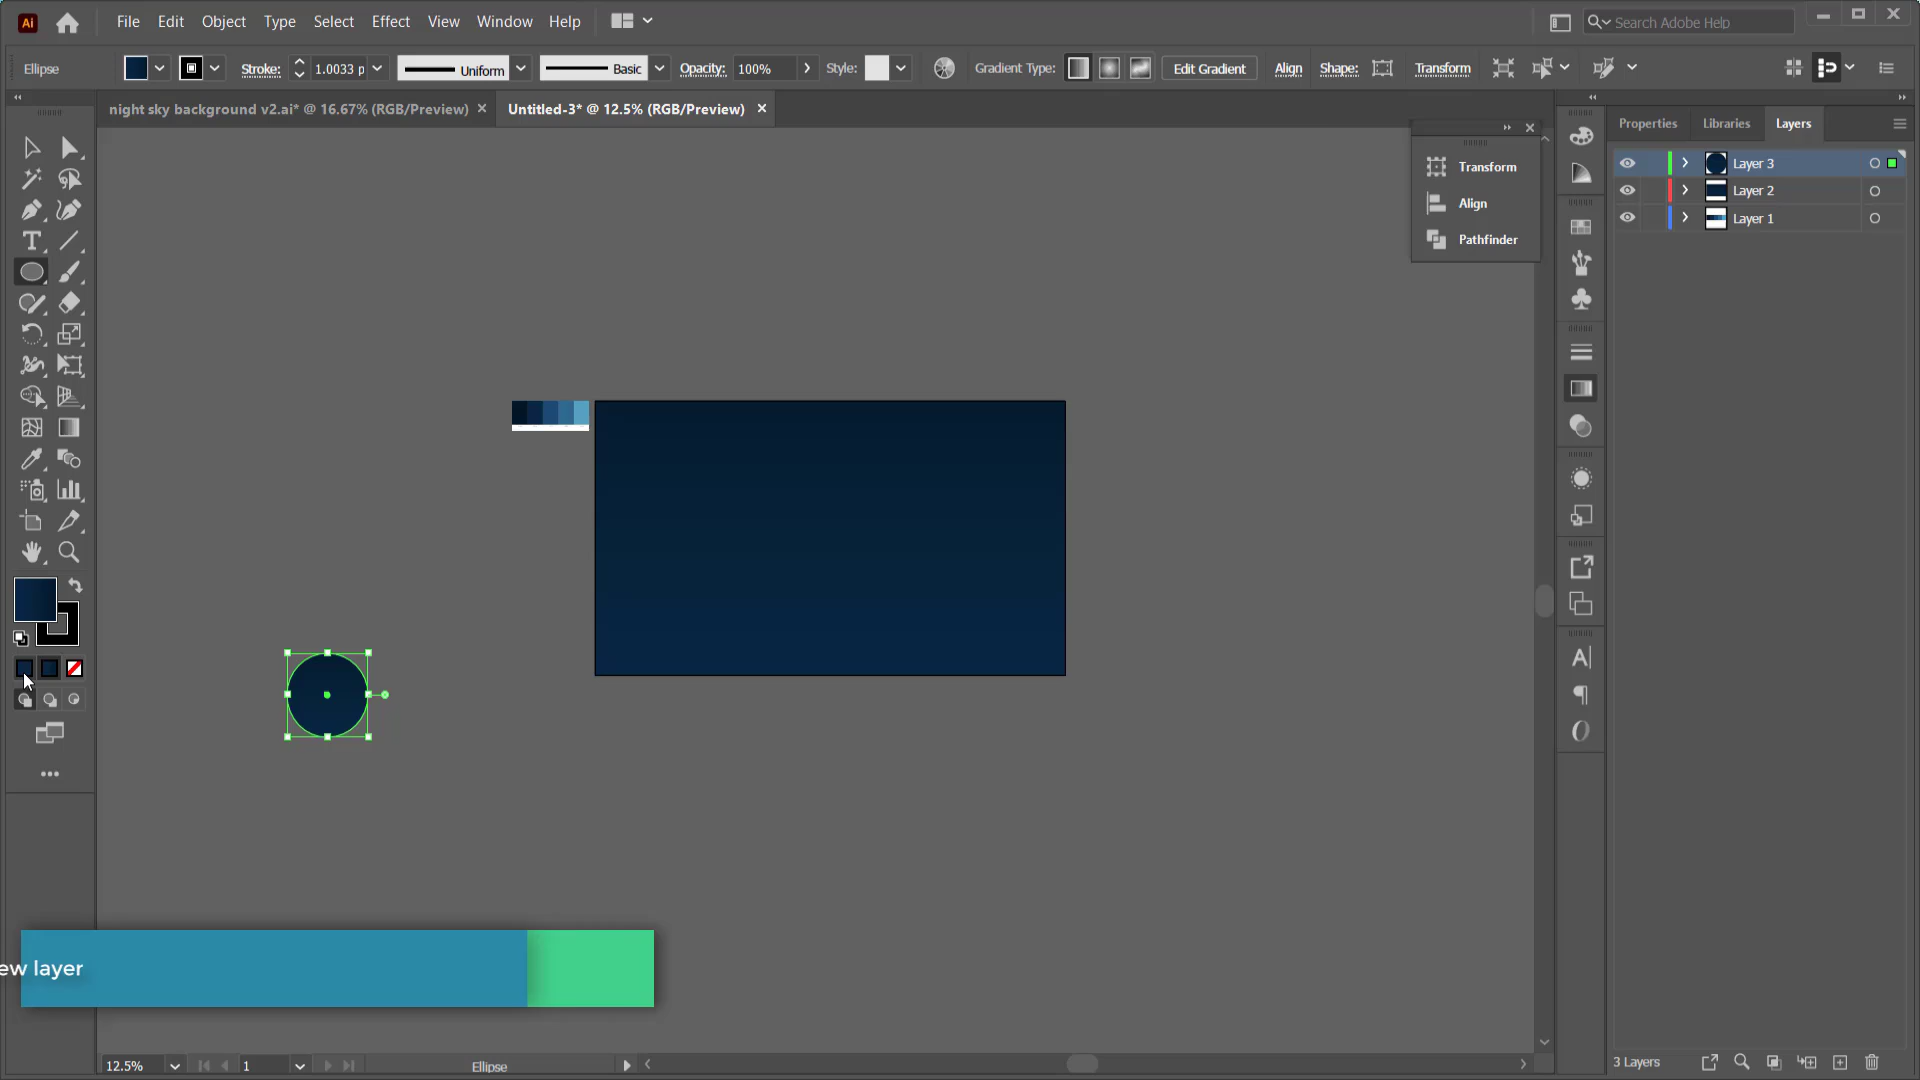 Ai File Edit Object Type Select Effect View Window Help Search Adobe Help
Ellipse Stroke: 1.0033 p Uniform Basic Opacity: 100% Style: Gradient Type: Edit Gradient Align Shape: Transform
night sky background v2.ai* @ 16.67% (RGB/Preview) Untitled-3* @ 12.5% (RGB/Preview)
Properties Libraries Layers
Transform
Align
Pathfinder
Layer 3
Layer 2
Layer 1
ew layer
12.5% 1 Ellipse
3 Layers